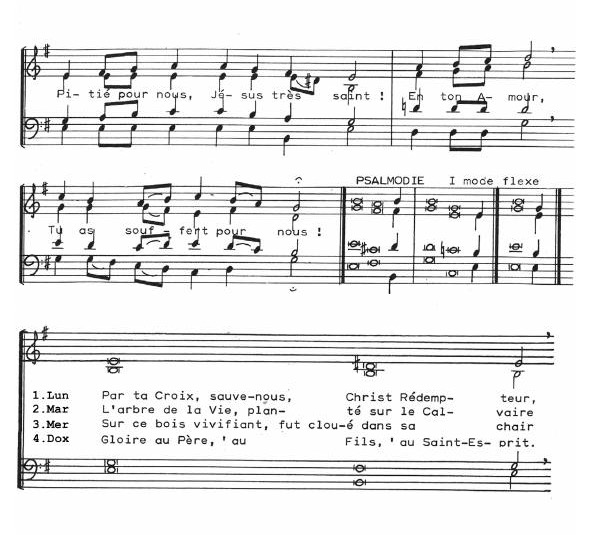 Pi- tié pour nous, Jé- sus très saint ! En ton A- mour,
PSALMODIE I mode flexe
Tu as souf - fert pour nous !
1.Lun Par ta Croix, sauve-nous, Christ Rédemp- teur,
2.Mar L'arbre de la Vie, plan- té sur le Cal- vaire
3.Mer Sur ce bois vivifiant, fut clou-é dans sa chair
4.Dox Gloire au Père, 'au Fils, 'au Saint-Es- prit.